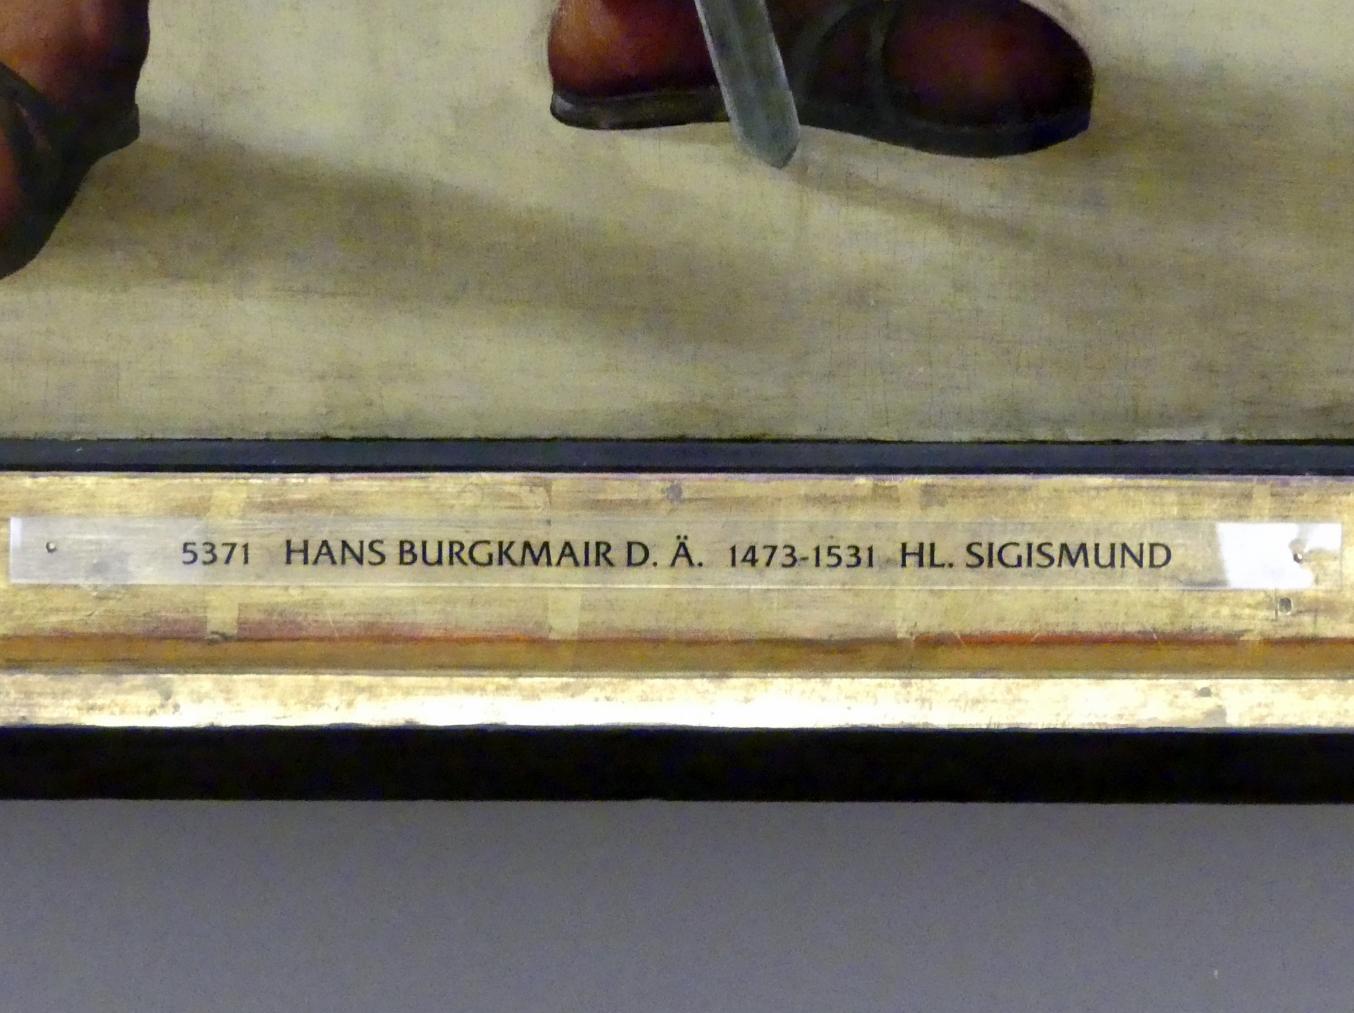 5371 HANS BURGKMAIR D. Ä. 1473-1531 HL. SIGISMUND